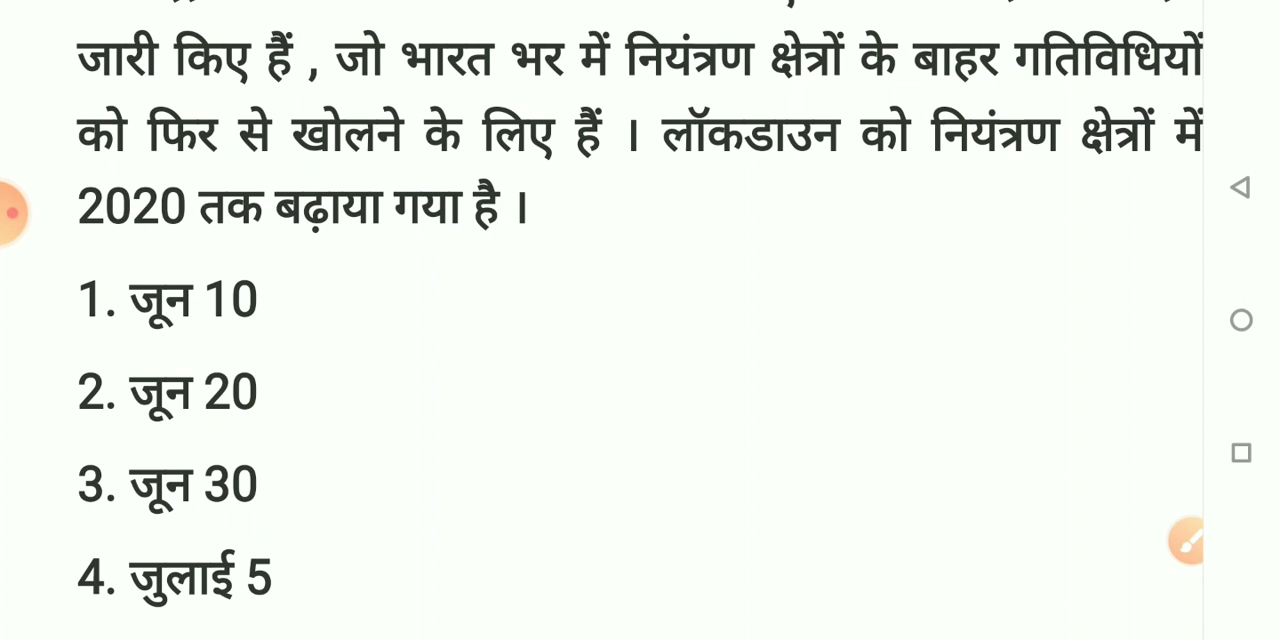 जारी किए हैं , जो भारत भर में नियंत्रण क्षेत्रों के बाहर गतिविधियों
को फिर से खोलने के लिए हैं । लॉकडाउन को नियंत्रण क्षेत्रों में
2020 तक बढ़ाया गया है ।
1. जून 10
2. जून 20
3. जून 30
4. जुलाई 5